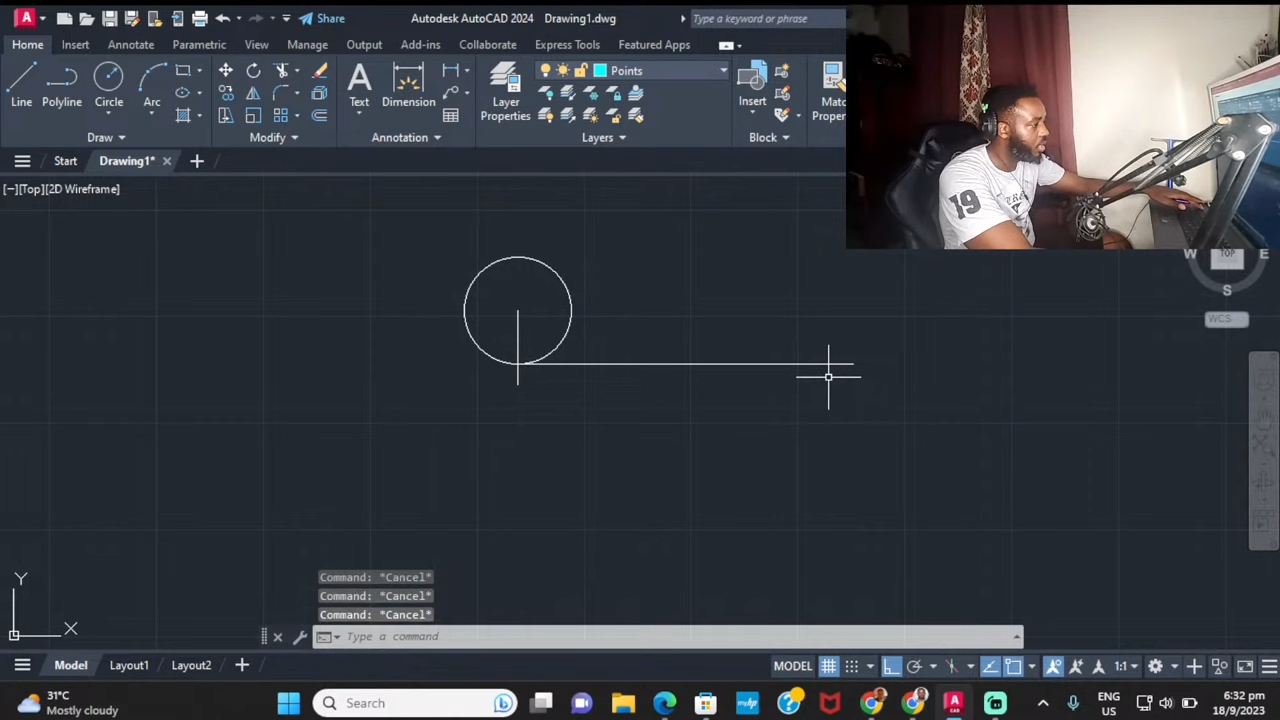 Share
Autodesk AutoCAD 2024 Drawing1.dwg
Type a keyword or phrase
Home Insert Annotate Parametric View Manage Output Add-ins Collaborate Express Tools Featured Apps
Points
Line Polyline Circle Arc
Text Dimension
Layer Properties
Insert
Matc
Proper
Draw Modify Annotation Layers Block
Start Drawing1*
[−][Top][2D Wireframe]
19
W TOP E
S
WCS
Y
X
Command: *Cancel*
Command: *Cancel*
Command: *Cancel*
Type a command
Model Layout1 Layout2
MODEL 1:1
31°C
Mostly cloudy
Search
ENG
US
6:32 pm
18/9/2023